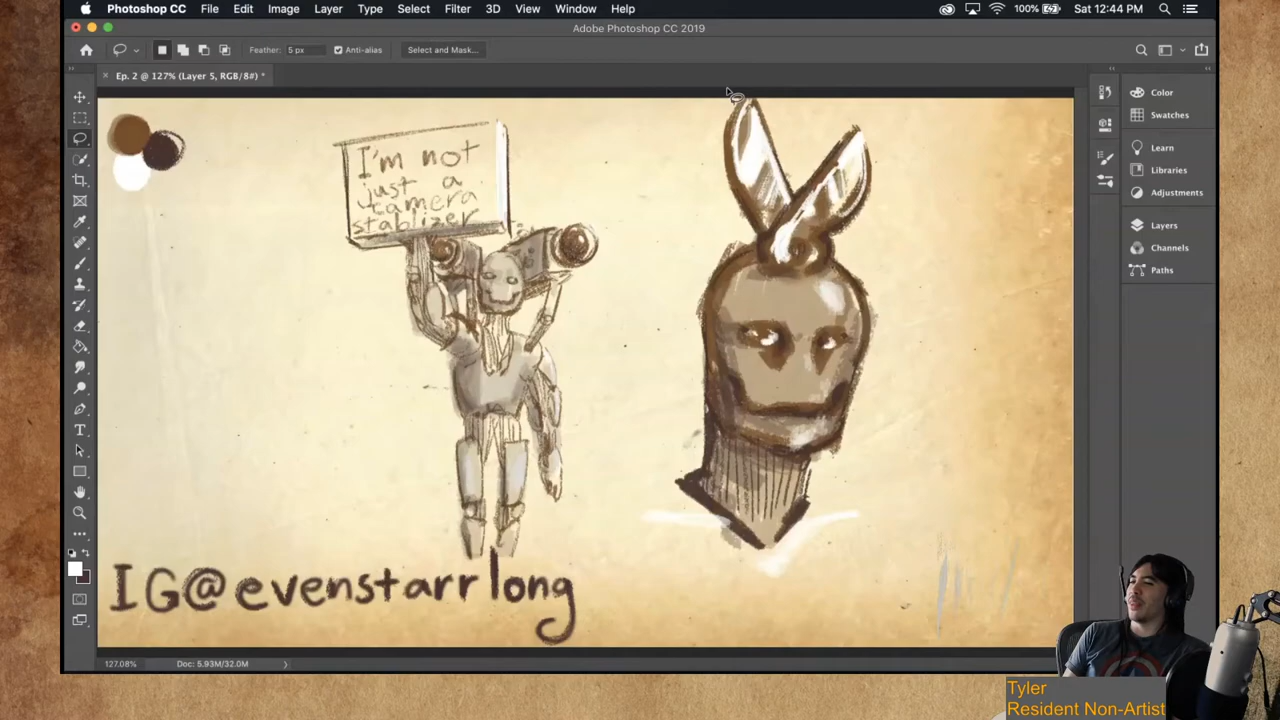 Photoshop CC File Edit Image Layer Type Select Filter 3D View Window Help 100% Sat 12:44 PM
Adobe Photoshop CC 2019
Feather: 5 px Anti-alias Select and Mask...
× Ep. 2 @ 127% (Layer 5, RGB/8#) *
Color
Swatches
Learn
Libraries
Adjustments
Layers
Channels
Paths
I'm not
just a
camera
stablizer
IG@evenstarrlong
127.08% Doc: 5.93M/32.0M
Tyler
Resident Non-Artist